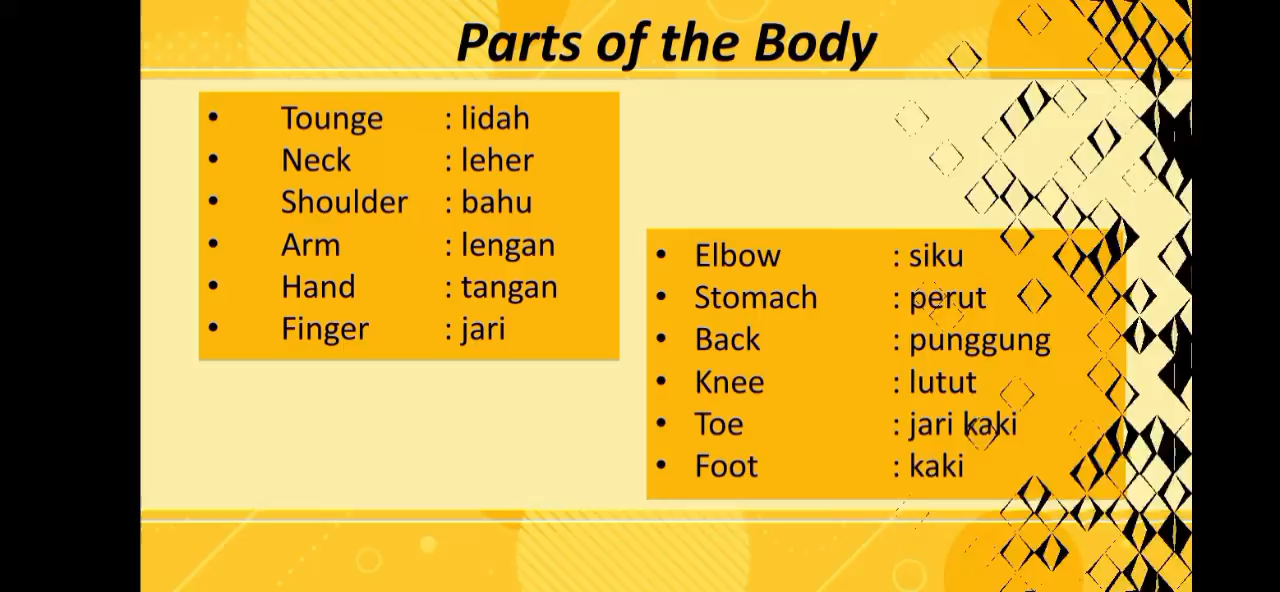 Parts of the Body
• Tounge : lidah
• Neck : leher
• Shoulder : bahu
• Arm : lengan
• Hand : tangan
• Finger : jari
• Elbow : siku
• Stomach : perut
• Back : punggung
• Knee : lutut
• Toe : jari kaki
• Foot : kaki